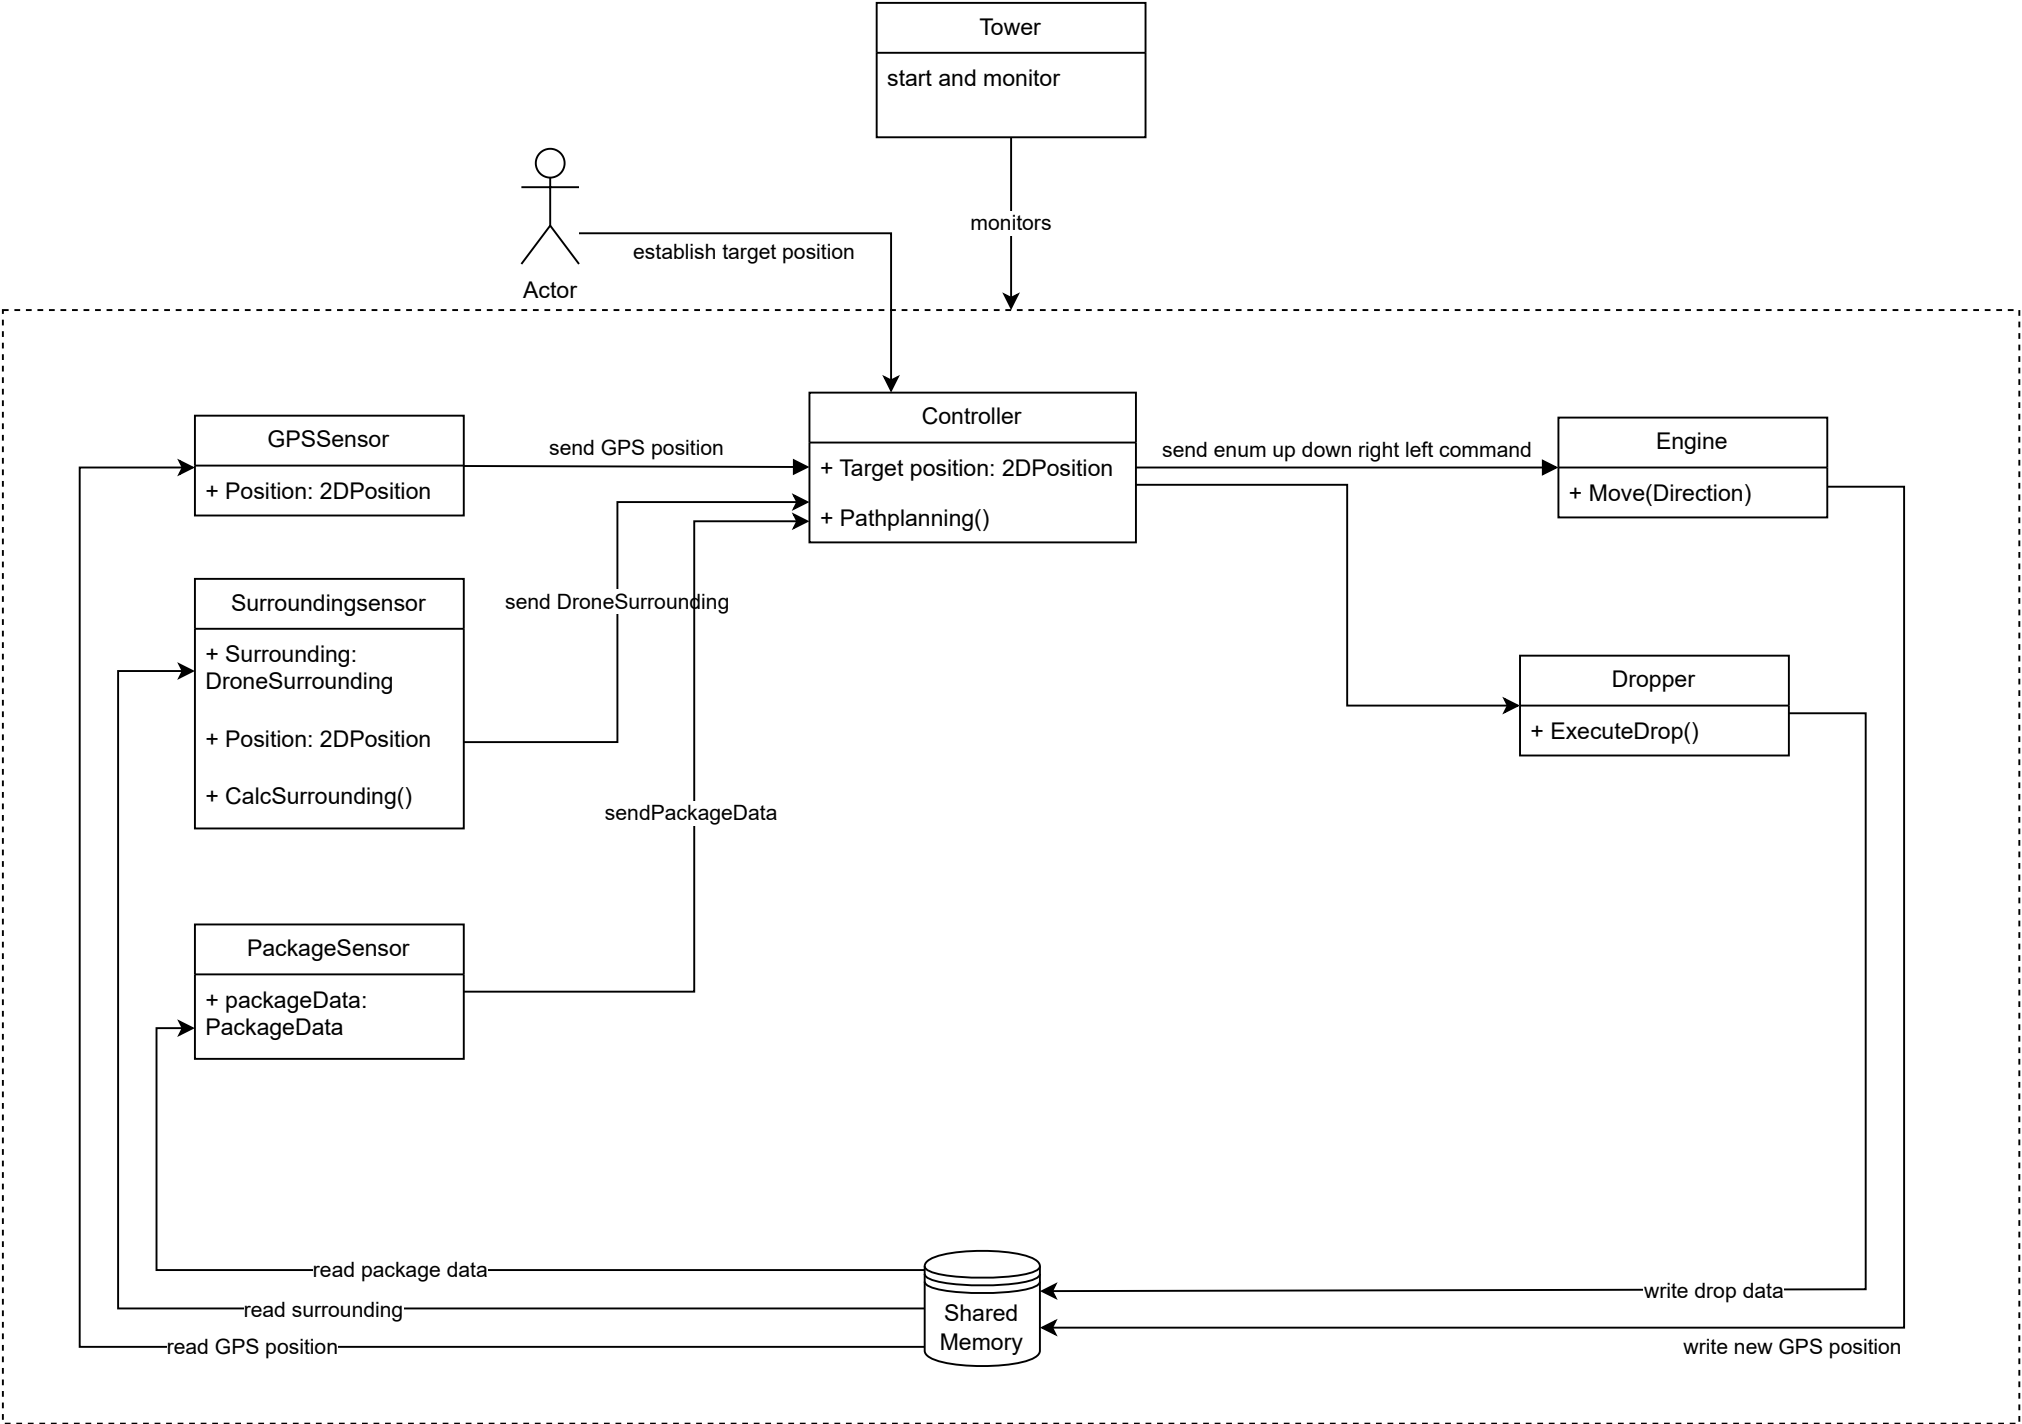 Tower
start and monitor
monitors
establish target position
Actor
GPSSensor
+ Position: 2DPosition
send GPS position
Controller
+ Target position: 2DPosition
+ Pathplanning()
send enum up down right left command
Engine
+ Move(Direction)
Surroundingsensor
+ Surrounding:
DroneSurrounding
+ Position: 2DPosition
+ CalcSurrounding()
send DroneSurrounding
Dropper
+ ExecuteDrop()
sendPackageData
PackageSensor
+ packageData:
PackageData
read package data
read surrounding
read GPS position
Shared
Memory
write drop data
write new GPS position